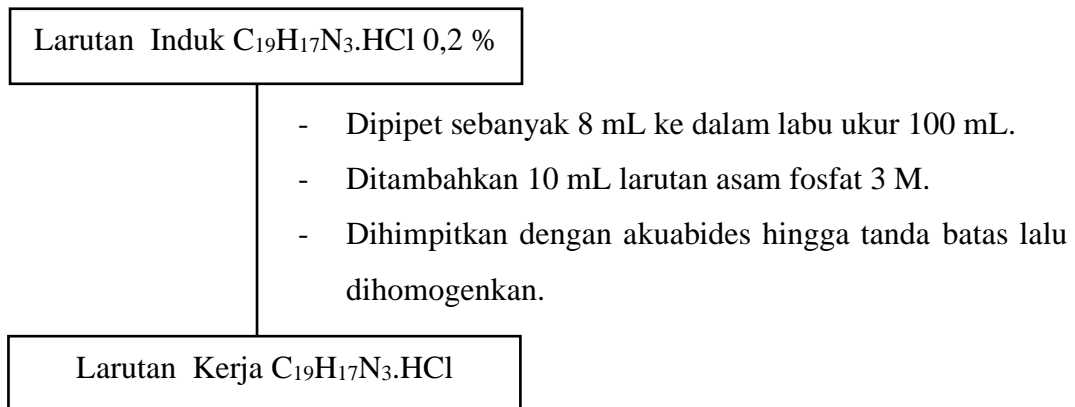 Larutan Induk C₁₉H₁₇N₃.HCl 0,2 %
- Dipipet sebanyak 8 mL ke dalam labu ukur 100 mL.
- Ditambahkan 10 mL larutan asam fosfat 3 M.
- Dihimpitkan dengan akuabides hingga tanda batas lalu
dihomogenkan.
Larutan Kerja C₁₉H₁₇N₃.HCl